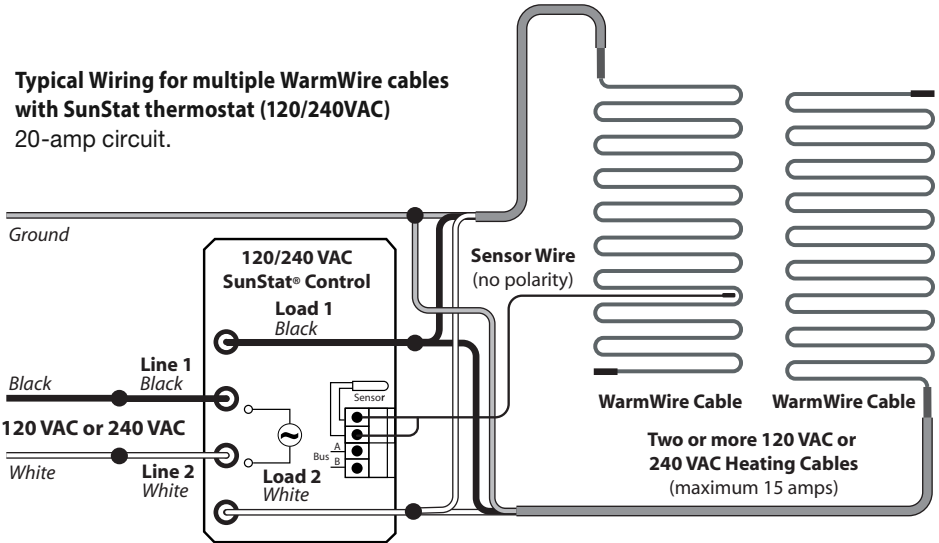 Typical Wiring for multiple WarmWire cables
with SunStat thermostat (120/240VAC)
20-amp circuit.
Ground
120/240 VAC
SunStat® Control
Load 1
Black
Sensor Wire
(no polarity)
Line 1
Black
Black
Sensor
120 VAC or 240 VAC
A
Bus
B
White
Line 2
White
Load 2
White
WarmWire Cable
WarmWire Cable
Two or more 120 VAC or
240 VAC Heating Cables
(maximum 15 amps)